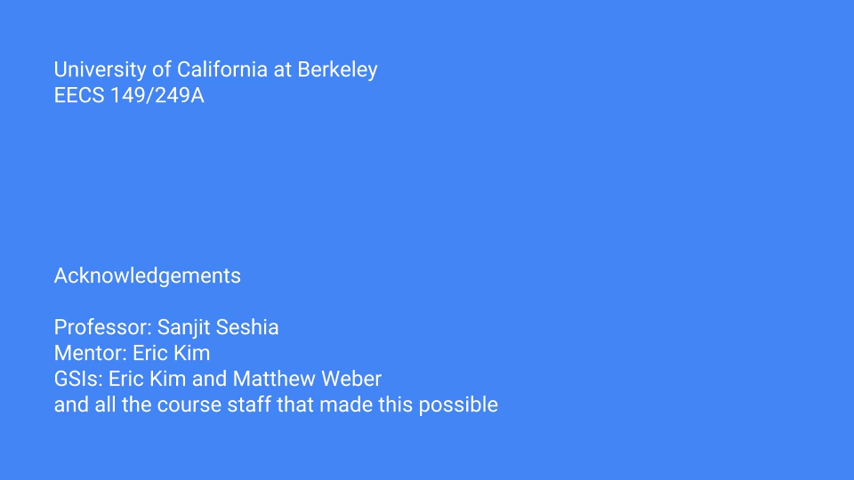 University of California at Berkeley
EECS 149/249A
Acknowledgements
Professor: Sanjit Seshia
Mentor: Eric Kim
GSIs: Eric Kim and Matthew Weber
and all the course staff that made this possible